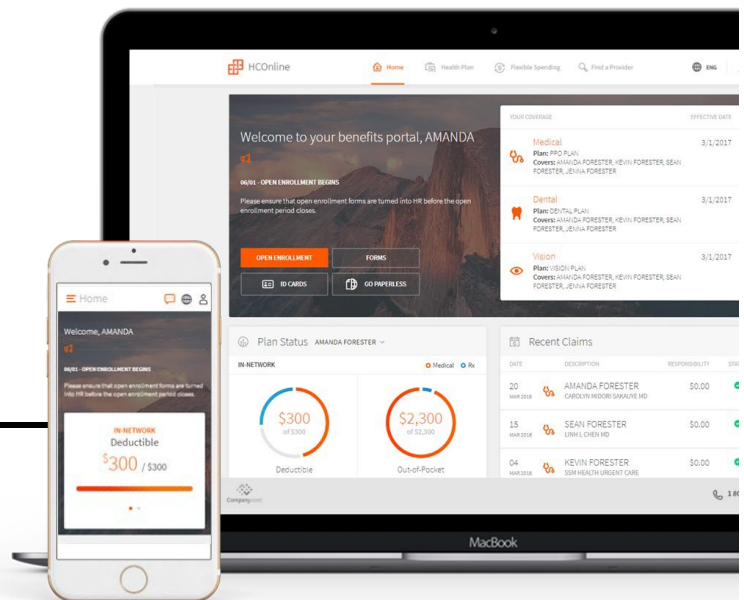 HCOnline
Home
Health Plan
Flexible Spending
Find a Provider
ENG
Welcome to your benefits portal, AMANDA
06/01 - OPEN ENROLLMENT BEGINS
Please ensure that open enrollment forms are turned into HR before the open
enrollment period closes.
OPEN ENROLLMENT
FORMS
ID CARDS
GO PAPERLESS
YOUR COVERAGE
EFFECTIVE DATE
Medical
3/1/2017
Plan: PPO PLAN
Covers: AMANDA FORESTER, KEVIN FORESTER, SEAN
FORESTER, JENNA FORESTER
Dental
3/1/2017
Plan: DENTAL PLAN
Covers: AMANDA FORESTER, KEVIN FORESTER, SEAN
FORESTER, JENNA FORESTER
Vision
3/1/2017
Plan: VISION PLAN
Covers: AMANDA FORESTER, KEVIN FORESTER, SEAN
FORESTER, JENNA FORESTER
Plan Status AMANDA FORESTER
IN-NETWORK
Medical
Rx
$300
of $300
Deductible
$2,300
of $2,300
Out-of-Pocket
Recent Claims
DATE
DESCRIPTION
RESPONSIBILITY
20
MAR 2018
AMANDA FORESTER
CAROLYN MIDORI SAKAUYE MD
$0.00
15
MAR 2018
SEAN FORESTER
LINH L CHEN MD
$0.00
04
MAR 2018
KEVIN FORESTER
SSM HEALTH URGENT CARE
$0.00
1 80
MacBook
Home
Welcome, AMANDA
06/01 - OPEN ENROLLMENT BEGINS
Please ensure that open enrollment forms are turned
into HR before the open enrollment period closes.
IN-NETWORK
Deductible
$300 / $300